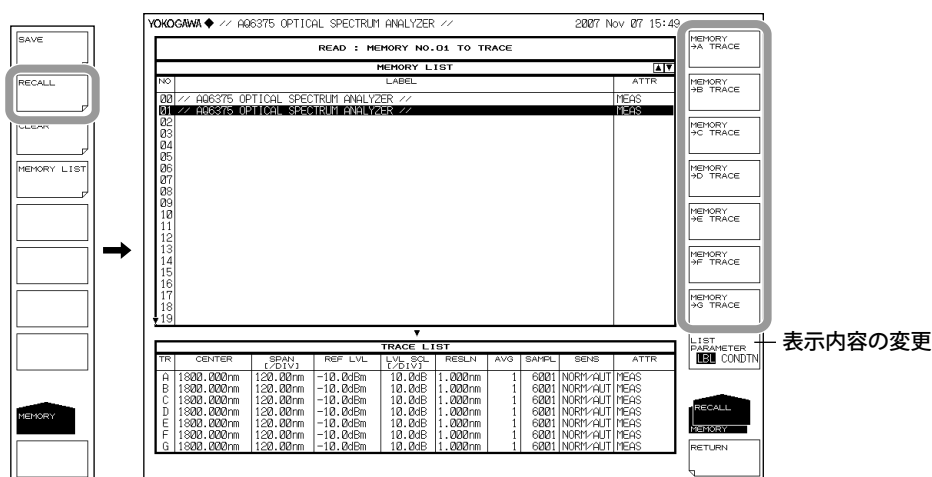 SAVE
RECALL
CLEAR
MEMORY LIST
MEMORY
YOKOGAWA ◆ // AQ6375 OPTICAL SPECTRUM ANALYZER // 2007 Nov 07 15:49
READ : MEMORY NO.01 TO TRACE
MEMORY LIST ▲▼
NO LABEL ATTR
00 // AQ6375 OPTICAL SPECTRUM ANALYZER // MEAS
01 // AQ6375 OPTICAL SPECTRUM ANALYZER // MEAS
02
03
04
05
06
07
08
09
10
11
12
13
14
15
16
17
18
▼19
▼
TRACE LIST
TR CENTER SPAN [/DIV] REF LVL LVL SCL [/DIV] RESLN AVG SAMPL SENS ATTR
A 1800.000nm 120.00nm -10.0dBm 10.0dB 1.000nm 1 6001 NORM/AUT MEAS
B 1800.000nm 120.00nm -10.0dBm 10.0dB 1.000nm 1 6001 NORM/AUT MEAS
C 1800.000nm 120.00nm -10.0dBm 10.0dB 1.000nm 1 6001 NORM/AUT MEAS
D 1800.000nm 120.00nm -10.0dBm 10.0dB 1.000nm 1 6001 NORM/AUT MEAS
E 1800.000nm 120.00nm -10.0dBm 10.0dB 1.000nm 1 6001 NORM/AUT MEAS
F 1800.000nm 120.00nm -10.0dBm 10.0dB 1.000nm 1 6001 NORM/AUT MEAS
G 1800.000nm 120.00nm -10.0dBm 10.0dB 1.000nm 1 6001 NORM/AUT MEAS
MEMORY
→A TRACE
MEMORY
→B TRACE
MEMORY
→C TRACE
MEMORY
→D TRACE
MEMORY
→E TRACE
MEMORY
→F TRACE
MEMORY
→G TRACE
LIST
PARAMETER
LBL CONDTN
表示内容の変更
RECALL
MEMORY
RETURN